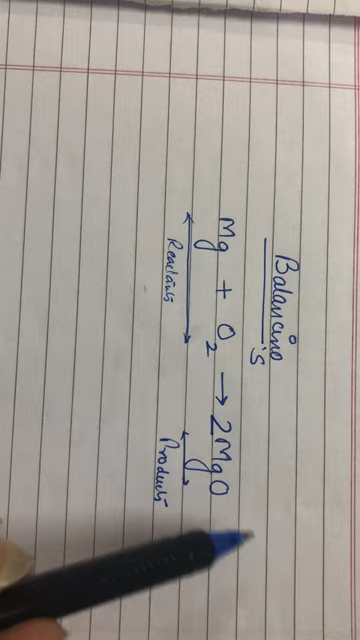 Balancing's
Mg + O₂ → 2MgO
Reactants Products